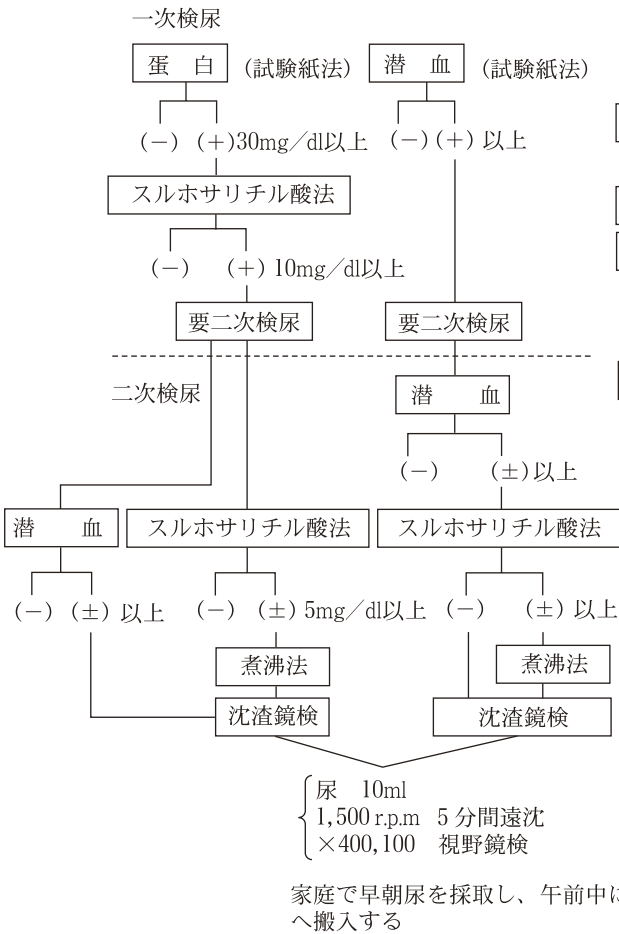 一次検尿
蛋　白　(試験紙法)　潜　血　(試験紙法)
(−)　(+)30mg／dl以上　(−)(+)以上
スルホサリチル酸法
(−)　(+)10mg／dl以上
要二次検尿　要二次検尿
二次検尿
潜　血
(−)　(±)以上
潜　血　スルホサリチル酸法　スルホサリチル酸法
(−)　(±)以上　(−)　(±)5mg／dl以上　(−)　(±)以上
煮沸法　煮沸法
沈渣鏡検　沈渣鏡検
尿　10ml
1,500 r.p.m　5分間遠沈
×400,100　視野鏡検
家庭で早朝尿を採取し、午前中に
へ搬入する